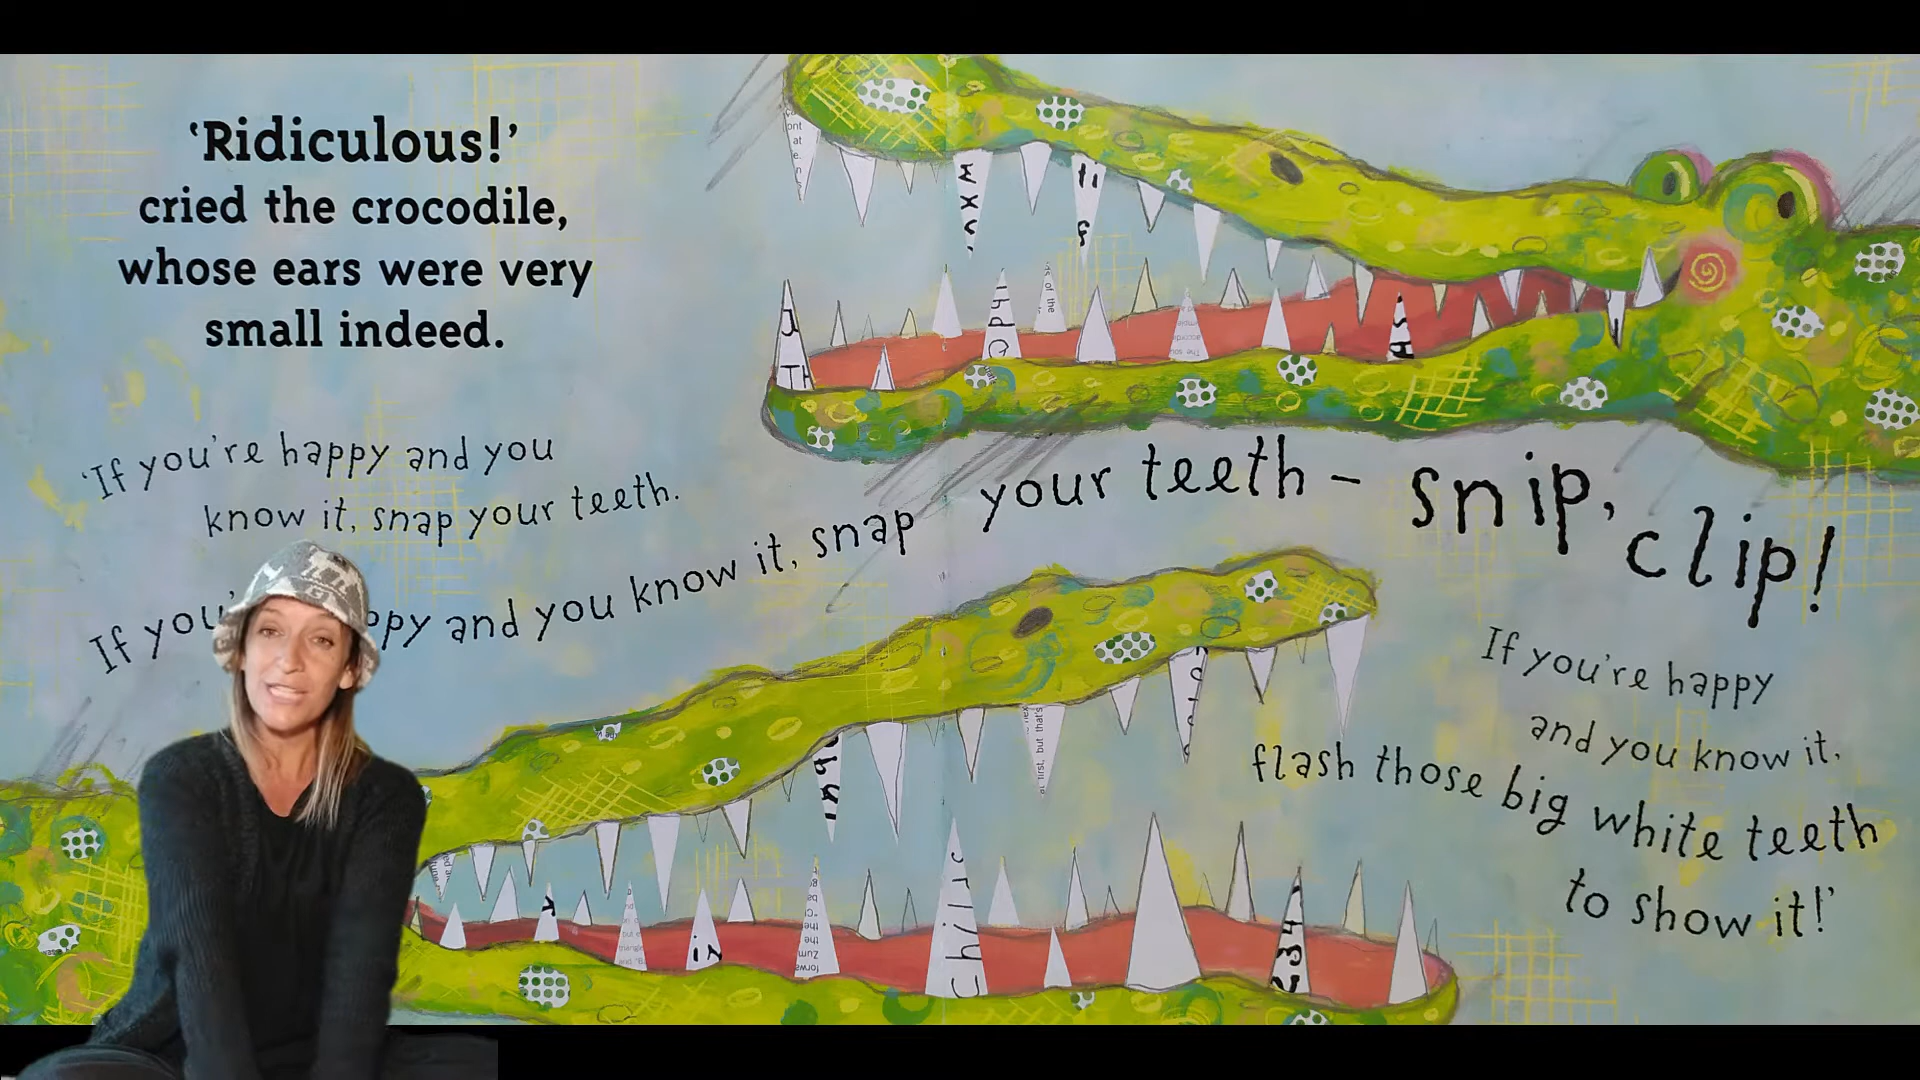 ‘Ridiculous!’
cried the crocodile,
whose ears were very
small indeed.
‘If you’re happy and you
know it, snap your teeth.
If you’ and you know it, snap your teeth – snip, clip!
If you’re happy
and you know it,
flash those big white teeth
to show it!’